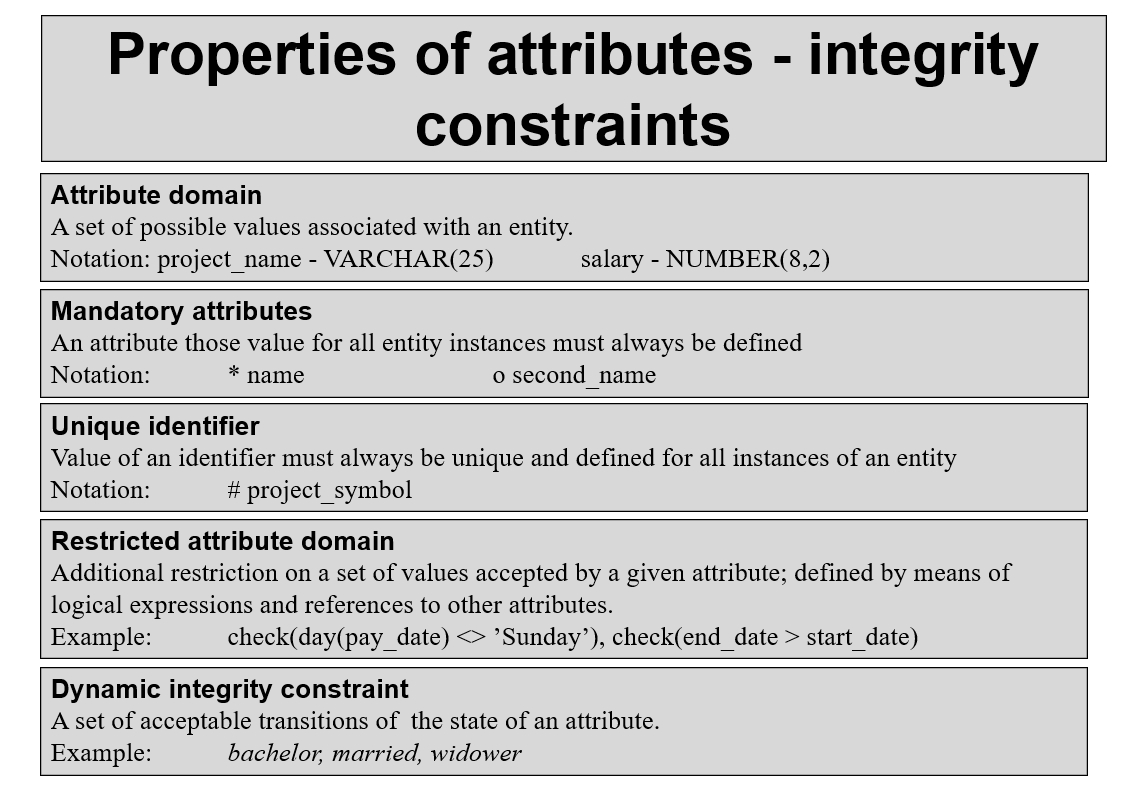 Properties of attributes - integrity
constraints
Attribute domain
A set of possible values associated with an entity.
Notation: project_name - VARCHAR(25) salary - NUMBER(8,2)
Mandatory attributes
An attribute those value for all entity instances must always be defined
Notation: * name o second_name
Unique identifier
Value of an identifier must always be unique and defined for all instances of an entity
Notation: # project_symbol
Restricted attribute domain
Additional restriction on a set of values accepted by a given attribute; defined by means of
logical expressions and references to other attributes.
Example: check(day(pay_date) <> ’Sunday’), check(end_date > start_date)
Dynamic integrity constraint
A set of acceptable transitions of the state of an attribute.
Example: bachelor, married, widower